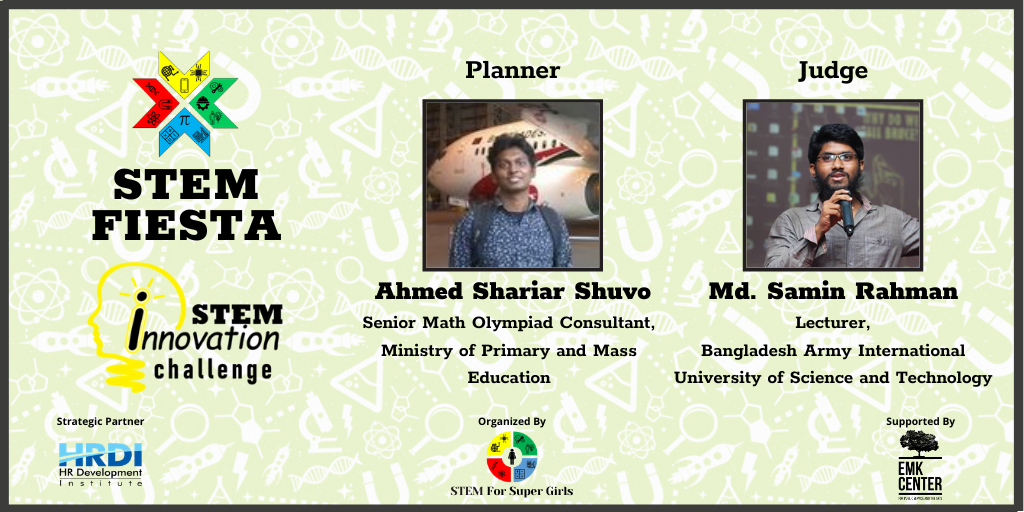 STEM
FIESTA
STEM
innovation
challenge
Planner
Ahmed Shariar Shuvo
Senior Math Olympiad Consultant,
Ministry of Primary and Mass
Education
Judge
Md. Samin Rahman
Lecturer,
Bangladesh Army International
University of Science and Technology
Strategic Partner
HRDI
HR Development
Institute
Organized By
STEM For Super Girls
Supported By
EMK
CENTER
π